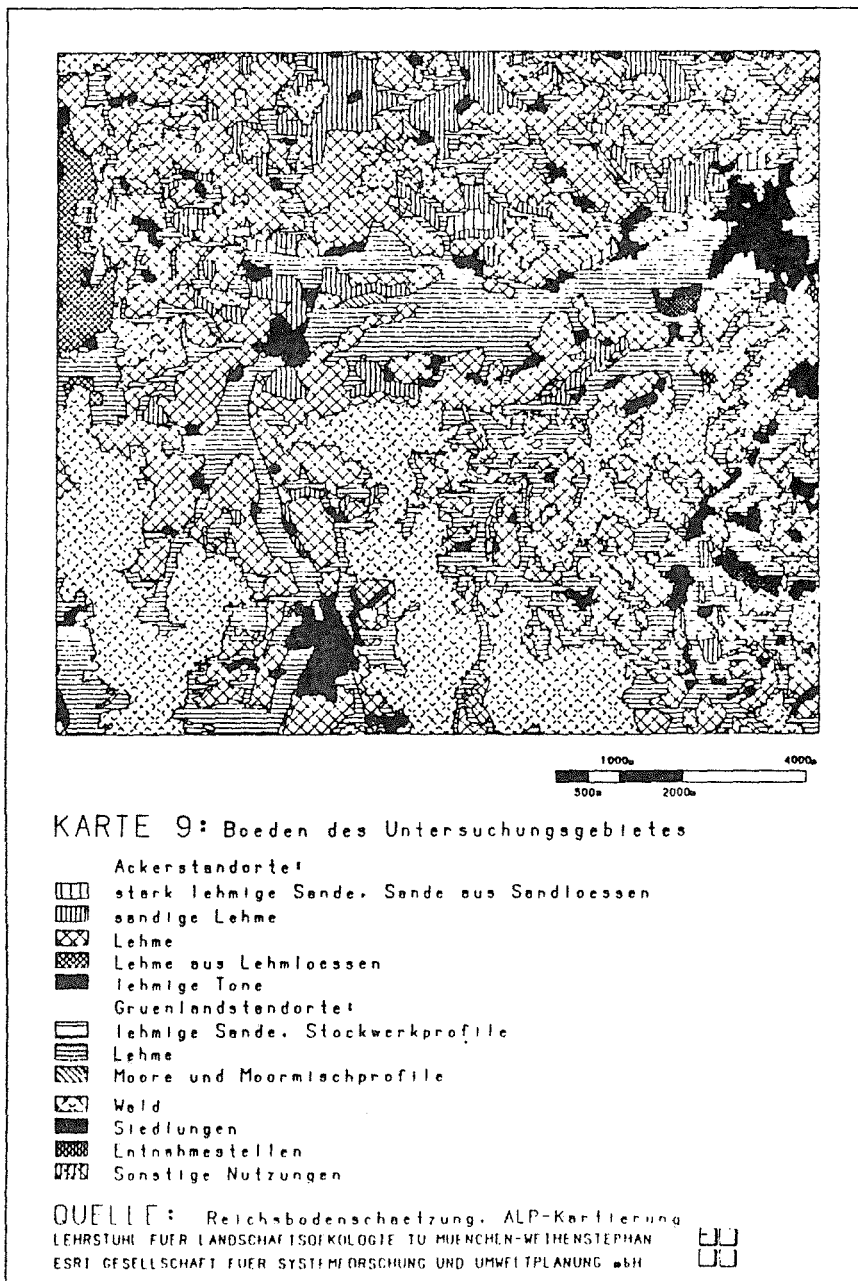 1000m 4000m
500m 2000m
KARTE 9: Boeden des Untersuchungsgebietes
Ackerstandorte:
stark lehmige Sande, Sande aus Sandloessen
sandige Lehme
Lehme
Lehme aus Lehmloessen
lehmige Tone
Gruenlandstandorte:
lehmige Sande, Stockwerkprofile
Lehme
Moore und Moormischprofile
Wald
Siedlungen
Entnahmestellen
Sonstige Nutzungen
QUELLE: Reichsbodenschaetzung, ALP-Kartierung
LEHRSTUHL FUER LANDSCHAFTSOEKOLOGIE TU MUENCHEN-WEIHENSTEPHAN
ESRI GESELLSCHAFT FUER SYSTEMFORSCHUNG UND UMWELTPLANUNG mbH